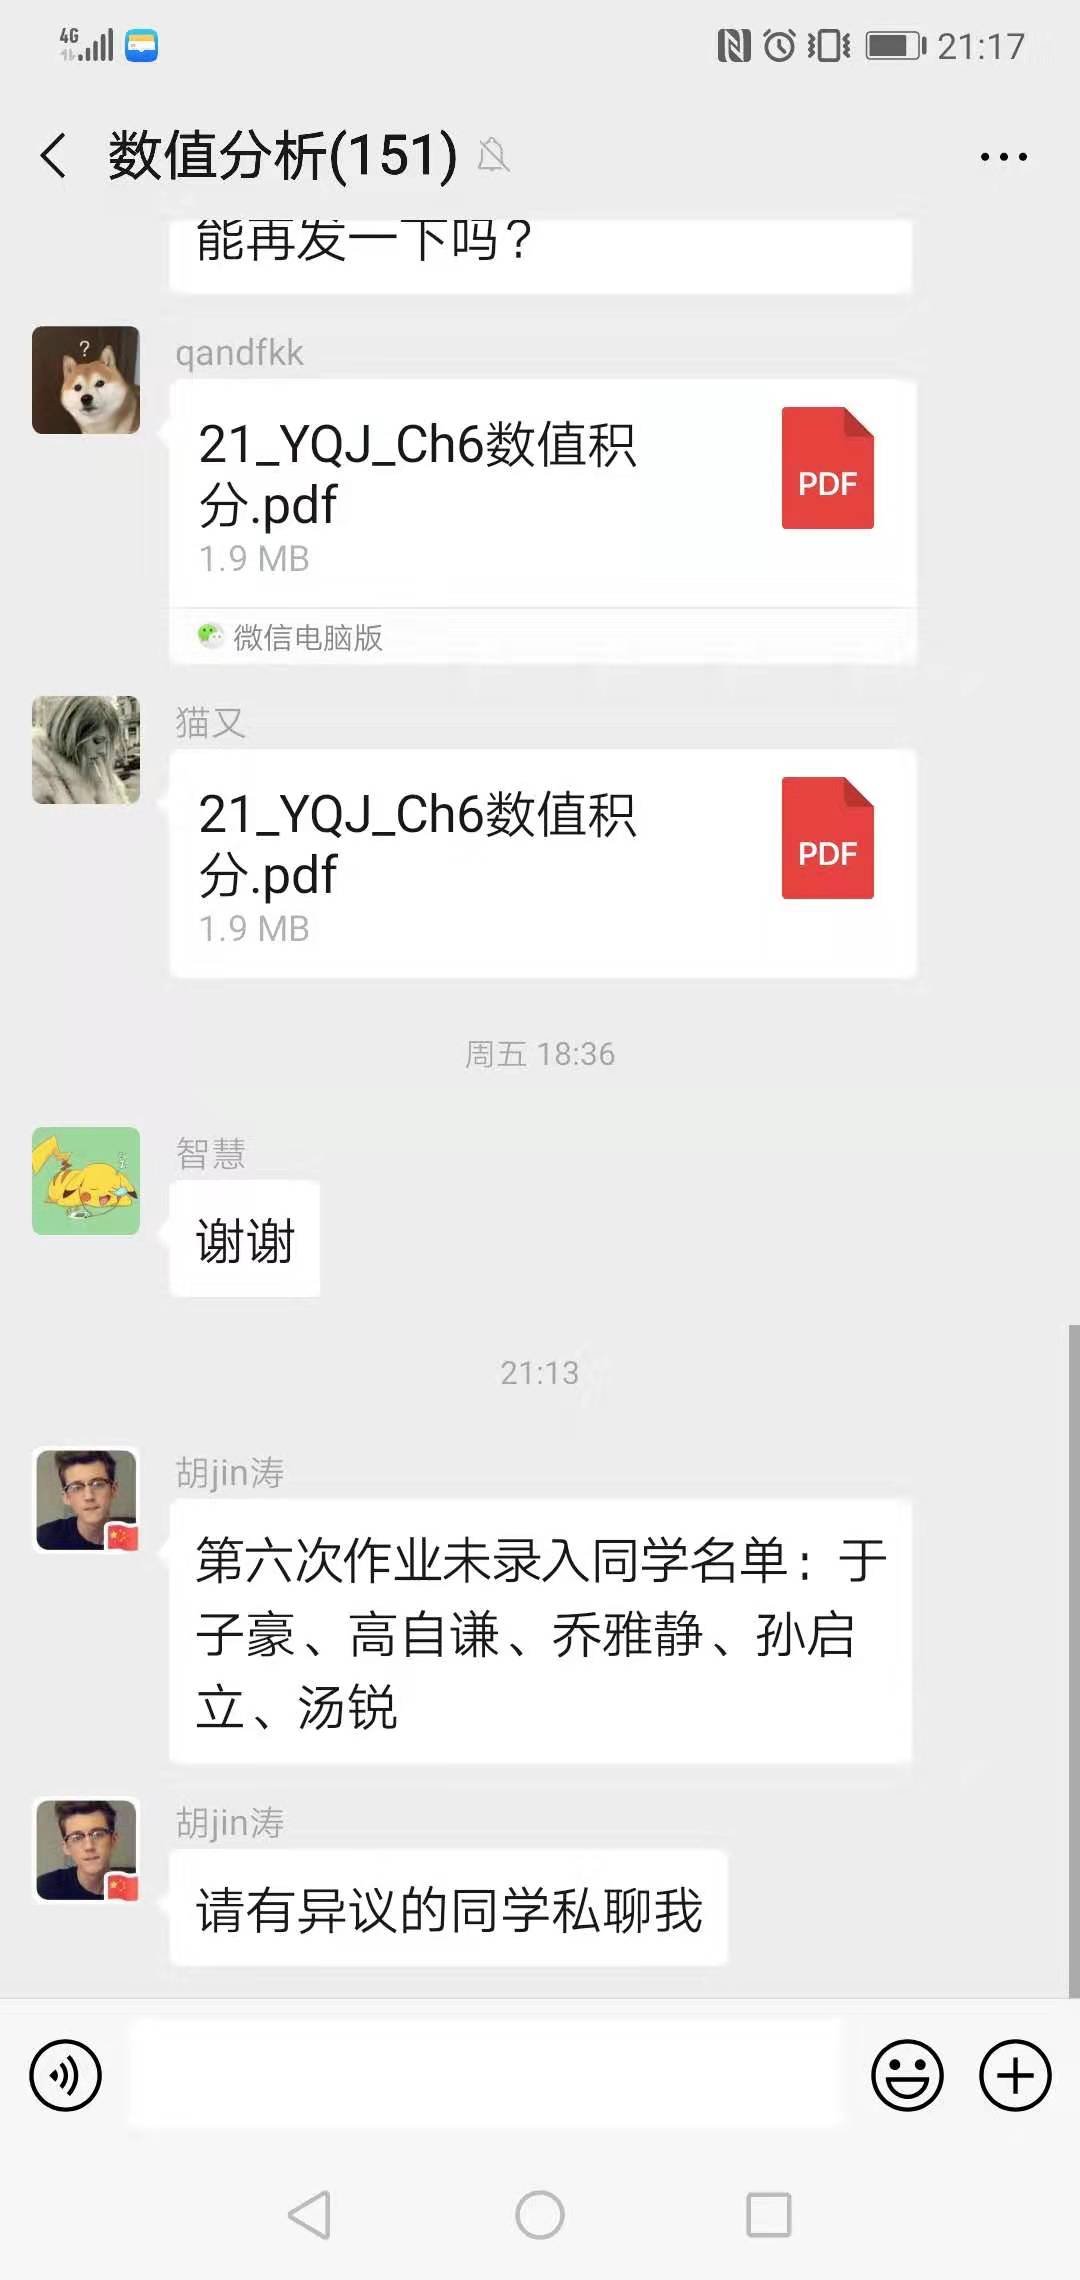 4G
21:17
数值分析(151)
能再发一下吗?
?
qandfkk
21_YQJ_Ch6数值积
分.pdf
1.9 MB
PDF
微信电脑版
猫又
21_YQJ_Ch6数值积
分.pdf
1.9 MB
PDF
周五 18:36
智慧
谢谢
21:13
胡jin涛
第六次作业未录入同学名单：于
子豪、高自谦、乔雅静、孙启
立、汤锐
胡jin涛
请有异议的同学私聊我